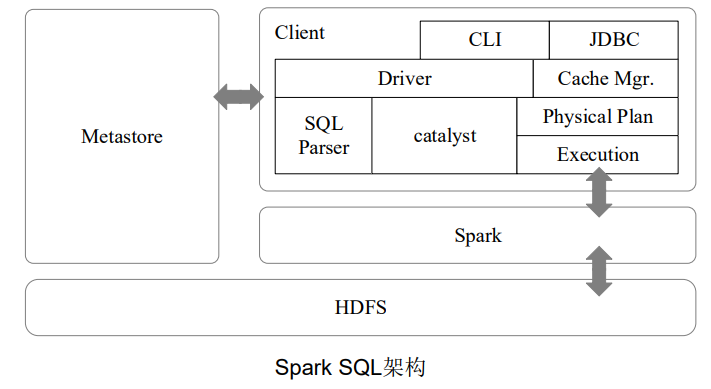 Client
CLI
JDBC
Driver
Cache Mgr.
Metastore
SQL
Parser
catalyst
Physical Plan
Execution
Spark
HDFS
Spark SQL架构